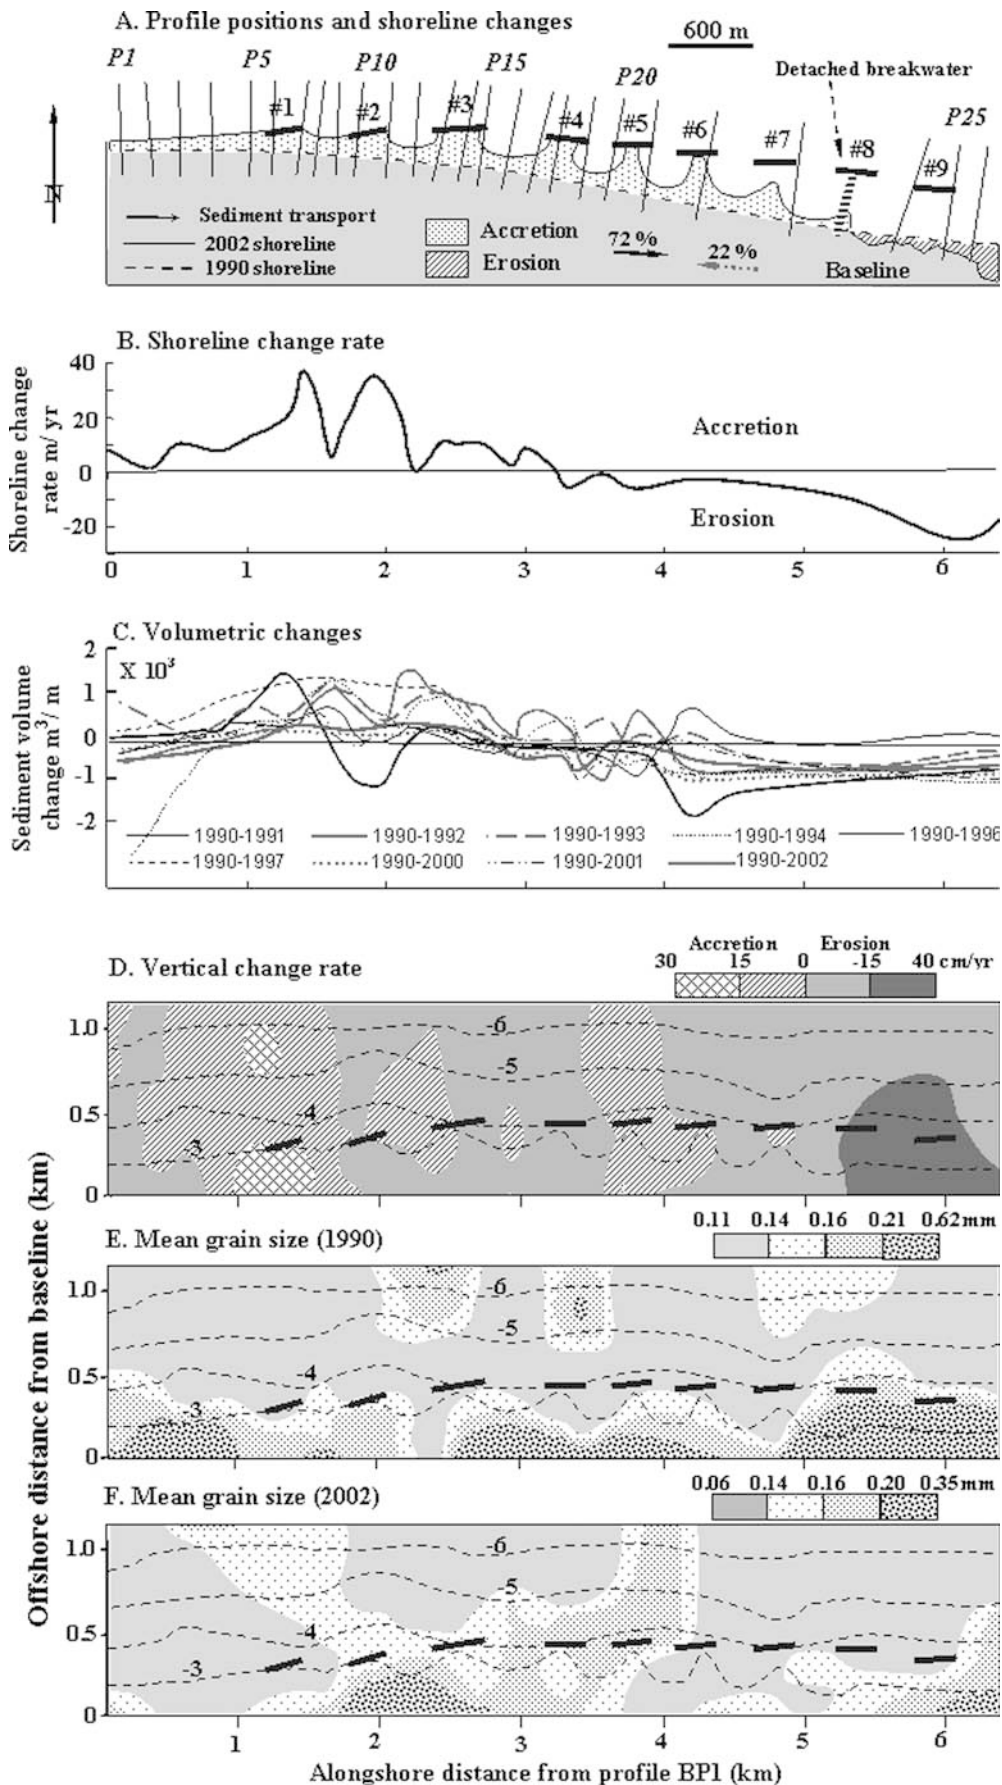 A. Profile positions and shoreline changes
600 m
P1 P5 P10 P15 P20 P25
Detached breakwater
#1 #2 #3 #4 #5 #6 #7 #8 #9
N
Sediment transport
2002 shoreline
1990 shoreline
Accretion
Erosion
72 %
22 %
Baseline
B. Shoreline change rate
Shoreline change
rate m/ yr
40
20
0
-20
Accretion
Erosion
0 1 2 3 4 5 6
C. Volumetric changes
Sediment volume
change m³/ m
X 10³
2
1
0
-1
-2
1990-1991 1990-1992 1990-1993 1990-1994 1990-1996
1990-1997 1990-2000 1990-2001 1990-2002
D. Vertical change rate
Accretion Erosion
30 15 0 -15 40 cm/yr
1.0
0.5
0
-6
-5
-4
-3
Offshore distance from baseline (km)
E. Mean grain size (1990)
0.11 0.14 0.16 0.21 0.62mm
1.0
0.5
0
-6
-5
-4
-3
1 2 3 4 5 6
F. Mean grain size (2002)
0.06 0.14 0.16 0.20 0.35mm
1.0
0.5
0
-6
-5
-4
-3
1 2 3 4 5 6
Alongshore distance from profile BP1 (km)